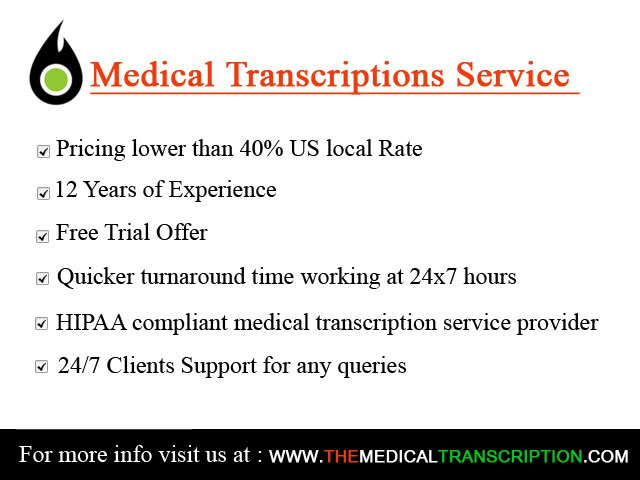 Medical Transcriptions Service
Pricing lower than 40% US local Rate
12 Years of Experience
Free Trial Offer
Quicker turnaround time working at 24x7 hours
HIPAA compliant medical transcription service provider
24/7 Clients Support for any queries
For more info visit us at : WWW.THEMEDICALTRANSCRIPTION.COM